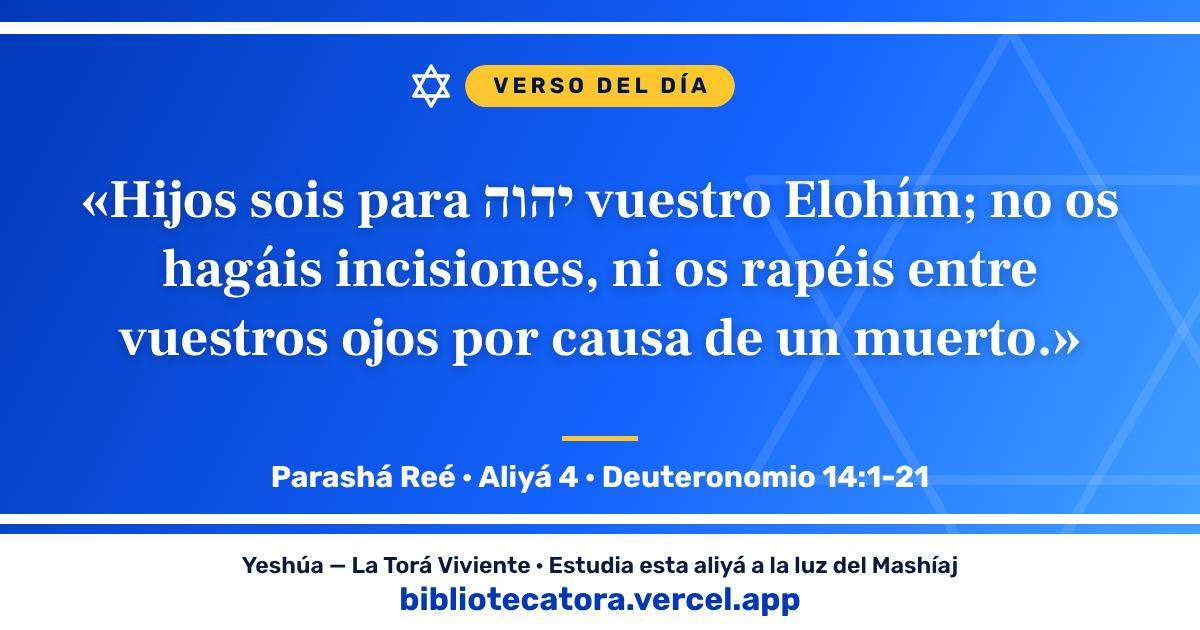 VERSO DEL DÍA
«Hijos sois para יהוה vuestro Elohím; no os
hagáis incisiones, ni os rapéis entre
vuestros ojos por causa de un muerto.»
Parashá Reé • Aliyá 4 • Deuteronomio 14:1-21
Yeshúa — La Torá Viviente • Estudia esta aliyá a la luz del Mashíaj
bibliotecatora.vercel.app